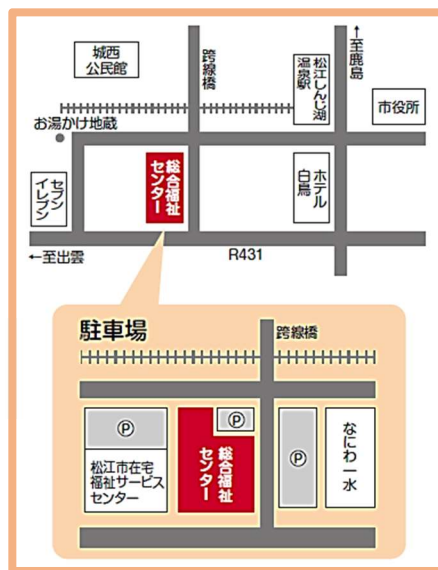 城西
公民館
跨線橋
松江しんじ湖
温泉駅
↑至鹿島
市役所
お湯かけ地蔵
セブン
イレブン
総合福祉
センター
ホテル
白鳥
←至出雲
R431
駐車場
跨線橋
Ⓟ
松江市在宅
福祉サービス
センター
Ⓟ
総合福祉
センター
Ⓟ
なにわ一水